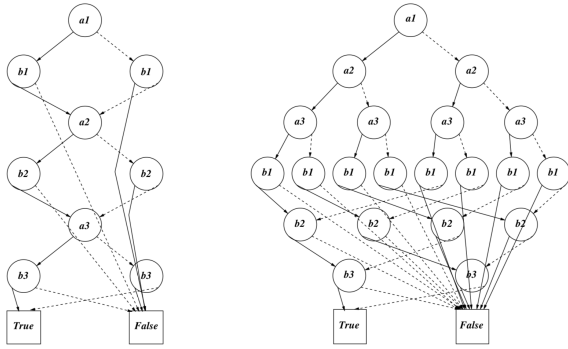 a1
b1 b1
a2
b2 b2
a3
b3 b3
True False
a1
a2 a2
a3 a3 a3 a3
b1 b1 b1 b1 b1 b1 b1 b1
b2 b2 b2 b2
b3 b3
True False